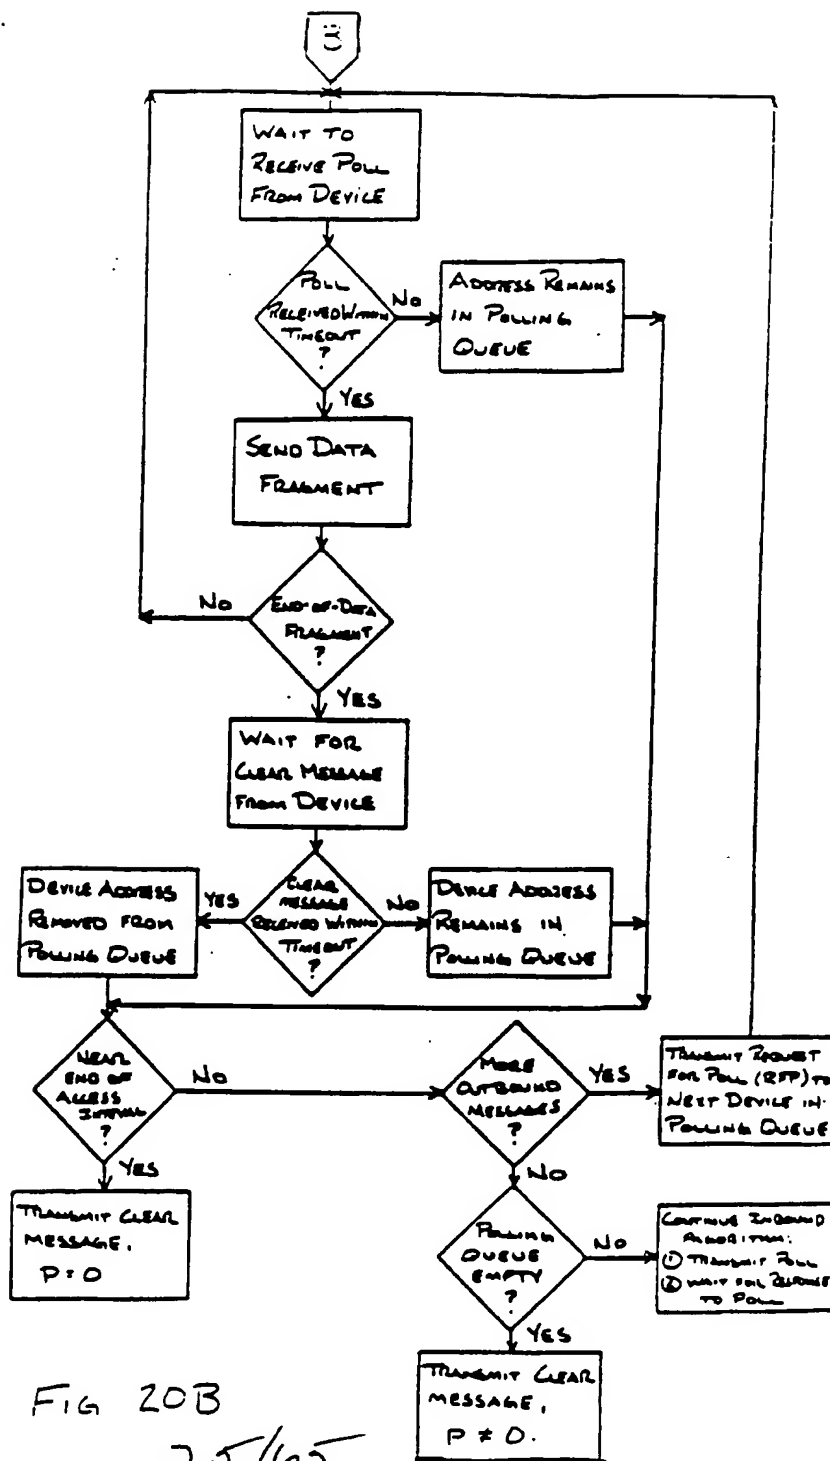 B
WAIT TO
RECEIVE POLL
FROM DEVICE
POLL
RECEIVED WITHIN
TIMEOUT
?
NO
ADDRESS REMAINS
IN POLLING
QUEUE
YES
SEND DATA
FRAGMENT
NO
END-OF-DATA
FRAGMENT
?
YES
WAIT FOR
CLEAR MESSAGE
FROM DEVICE
DEVICE ADDRESS
REMOVED FROM
POLLING QUEUE
YES
CLEAR
MESSAGE
RECEIVED WITHIN
TIMEOUT
?
NO
DEVICE ADDRESS
REMAINS IN
POLLING QUEUE
NEAR
END OF
ACCESS
INTERVAL
?
NO
MORE
OUTBOUND
MESSAGES
?
YES
TRANSMIT REQUEST
FOR POLL (RFP) TO
NEXT DEVICE IN
POLLING QUEUE
YES
NO
TRANSMIT CLEAR
MESSAGE,
P = 0
POLLING
QUEUE
EMPTY
?
NO
CONTINUE INBOUND
ALGORITHM:
① TRANSMIT POLL
② WAIT FOR RESPONSE
TO POLL
YES
TRANSMIT CLEAR
MESSAGE,
P ≠ 0.
FIG 20B
25/65